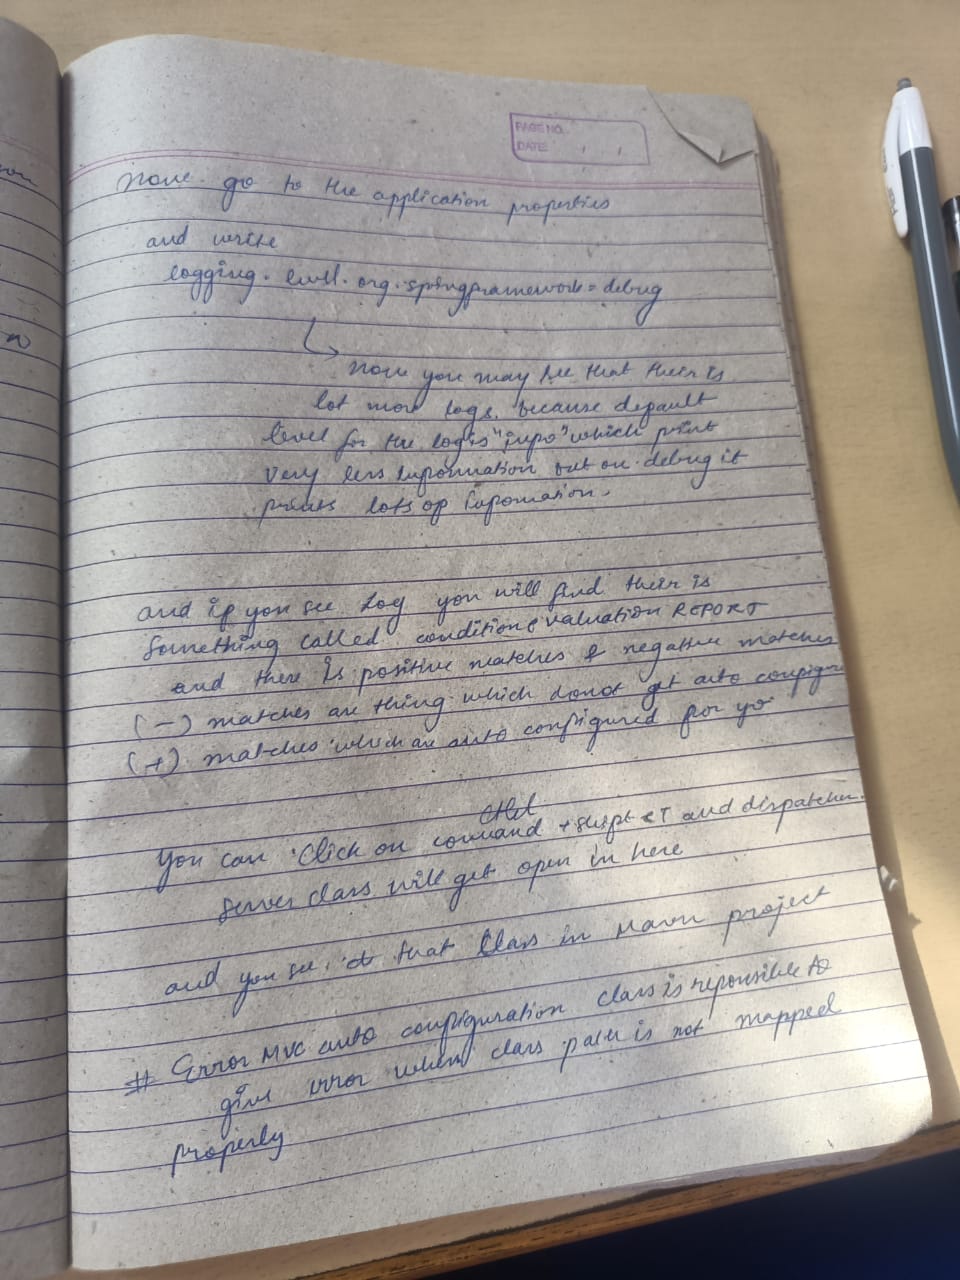 PAGE NO.
DATE: / /
now go to the application properties
and write
logging. level. org. springframework = debug
now you may see that their is
lot more logs, because default
level for the log is "info" which print
very less information but on debug it
prints lots of information.
and if you see log you will find their is
something called condition evaluation REPORT
and there is positive matches & negative matches
(-) matches are thing which donot get auto configure
(+) matches which are auto configured for yo
ctrl
you can click on command + shift + T and dispatcher
server class will get open in here
and you see that class in Maven project
# Error MVC auto configuration class is reponsible to
give error when class path is not mapped
properly